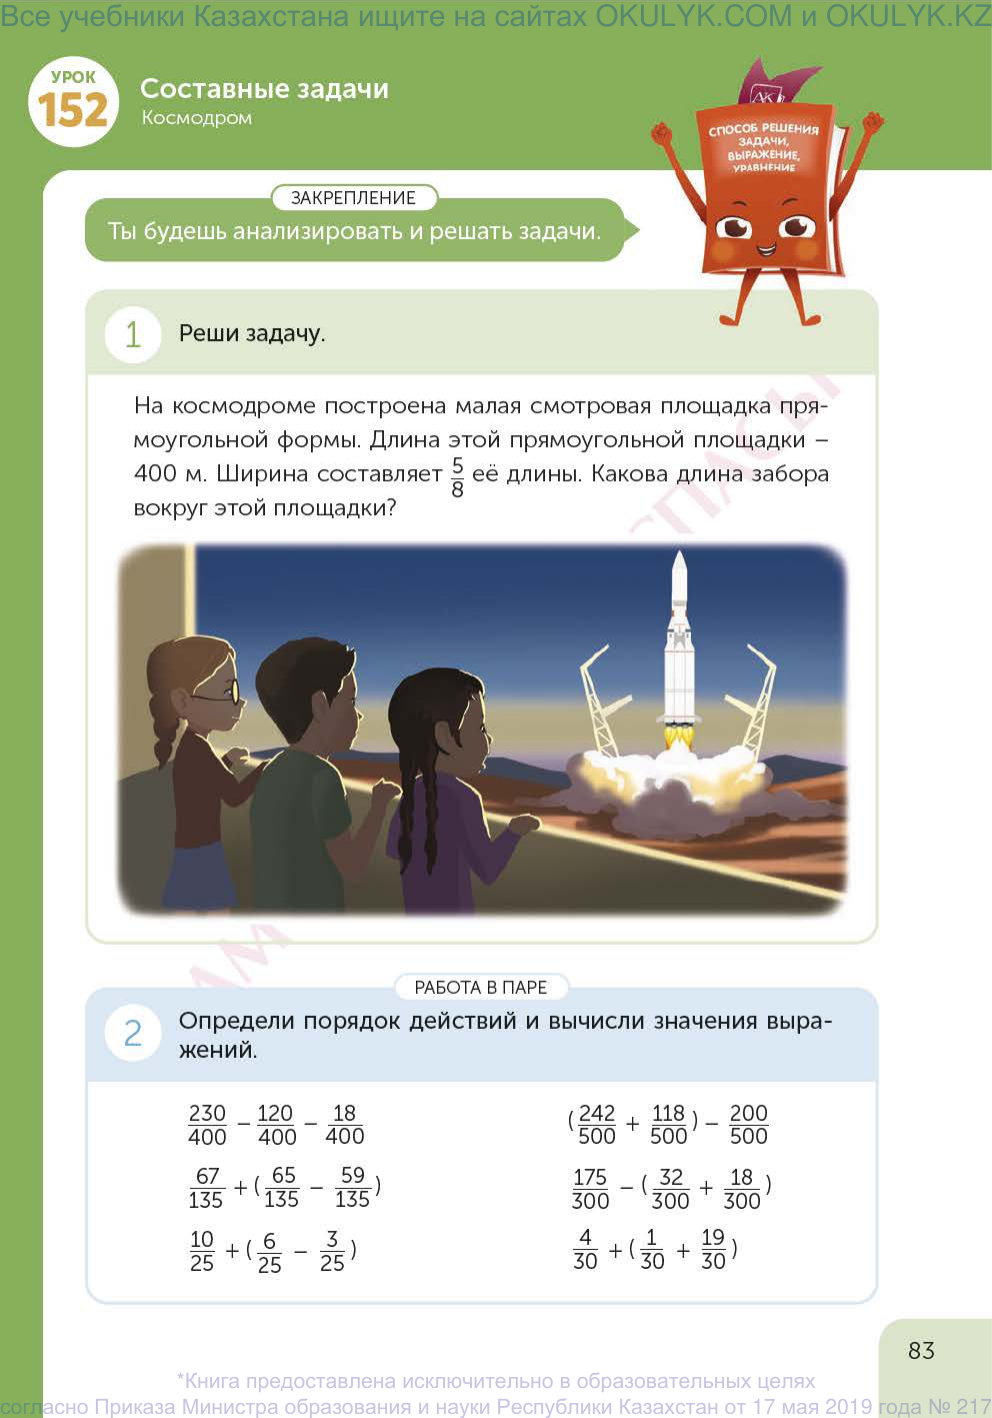 Все учебники Казахстана ищите на сайтах OKULYK.COM и OKULYK.KZ
УРОК
152
Составные задачи
Космодром
АК
СПОСОБ РЕШЕНИЯ
ЗАДАЧИ,
ВЫРАЖЕНИЕ,
УРАВНЕНИЕ
ЗАКРЕПЛЕНИЕ
Ты будешь анализировать и решать задачи.
1 Реши задачу.
На космодроме построена малая смотровая площадка пря-
моугольной формы. Длина этой прямоугольной площадки –
400 м. Ширина составляет 5/8 её длины. Какова длина забора
вокруг этой площадки?
РАБОТА В ПАРЕ
2 Определи порядок действий и вычисли значения выра-
жений.
230/400 – 120/400 – 18/400
(242/500 + 118/500) – 200/500
67/135 + (65/135 – 59/135)
175/300 – (32/300 + 18/300)
10/25 + (6/25 – 3/25)
4/30 + (1/30 + 19/30)
83
*Книга предоставлена исключительно в образовательных целях
согласно Приказа Министра образования и науки Республики Казахстан от 17 мая 2019 года № 217